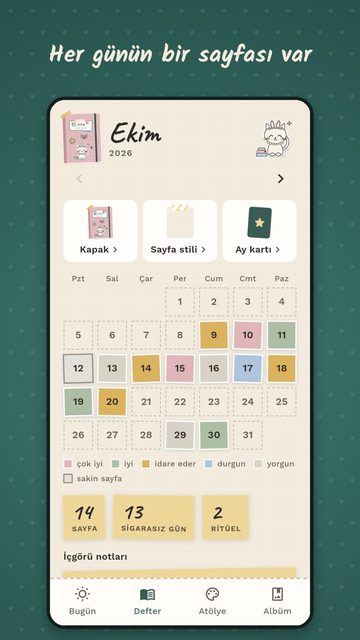 Her günün bir sayfası var
Ekim
2026
Kapak
Sayfa stili
Ay kartı
Pzt Sal Çar Per Cum Cmt Paz
1 2 3 4
5 6 7 8 9 10 11
12 13 14 15 16 17 18
19 20 21 22 23 24 25
26 27 28 29 30 31
çok iyi iyi idare eder durgun yorgun
sakin sayfa
14 13 2
SAYFA SİGARASIZ GÜN RİTÜEL
İçgörü notları
Bugün Defter Atölye Albüm